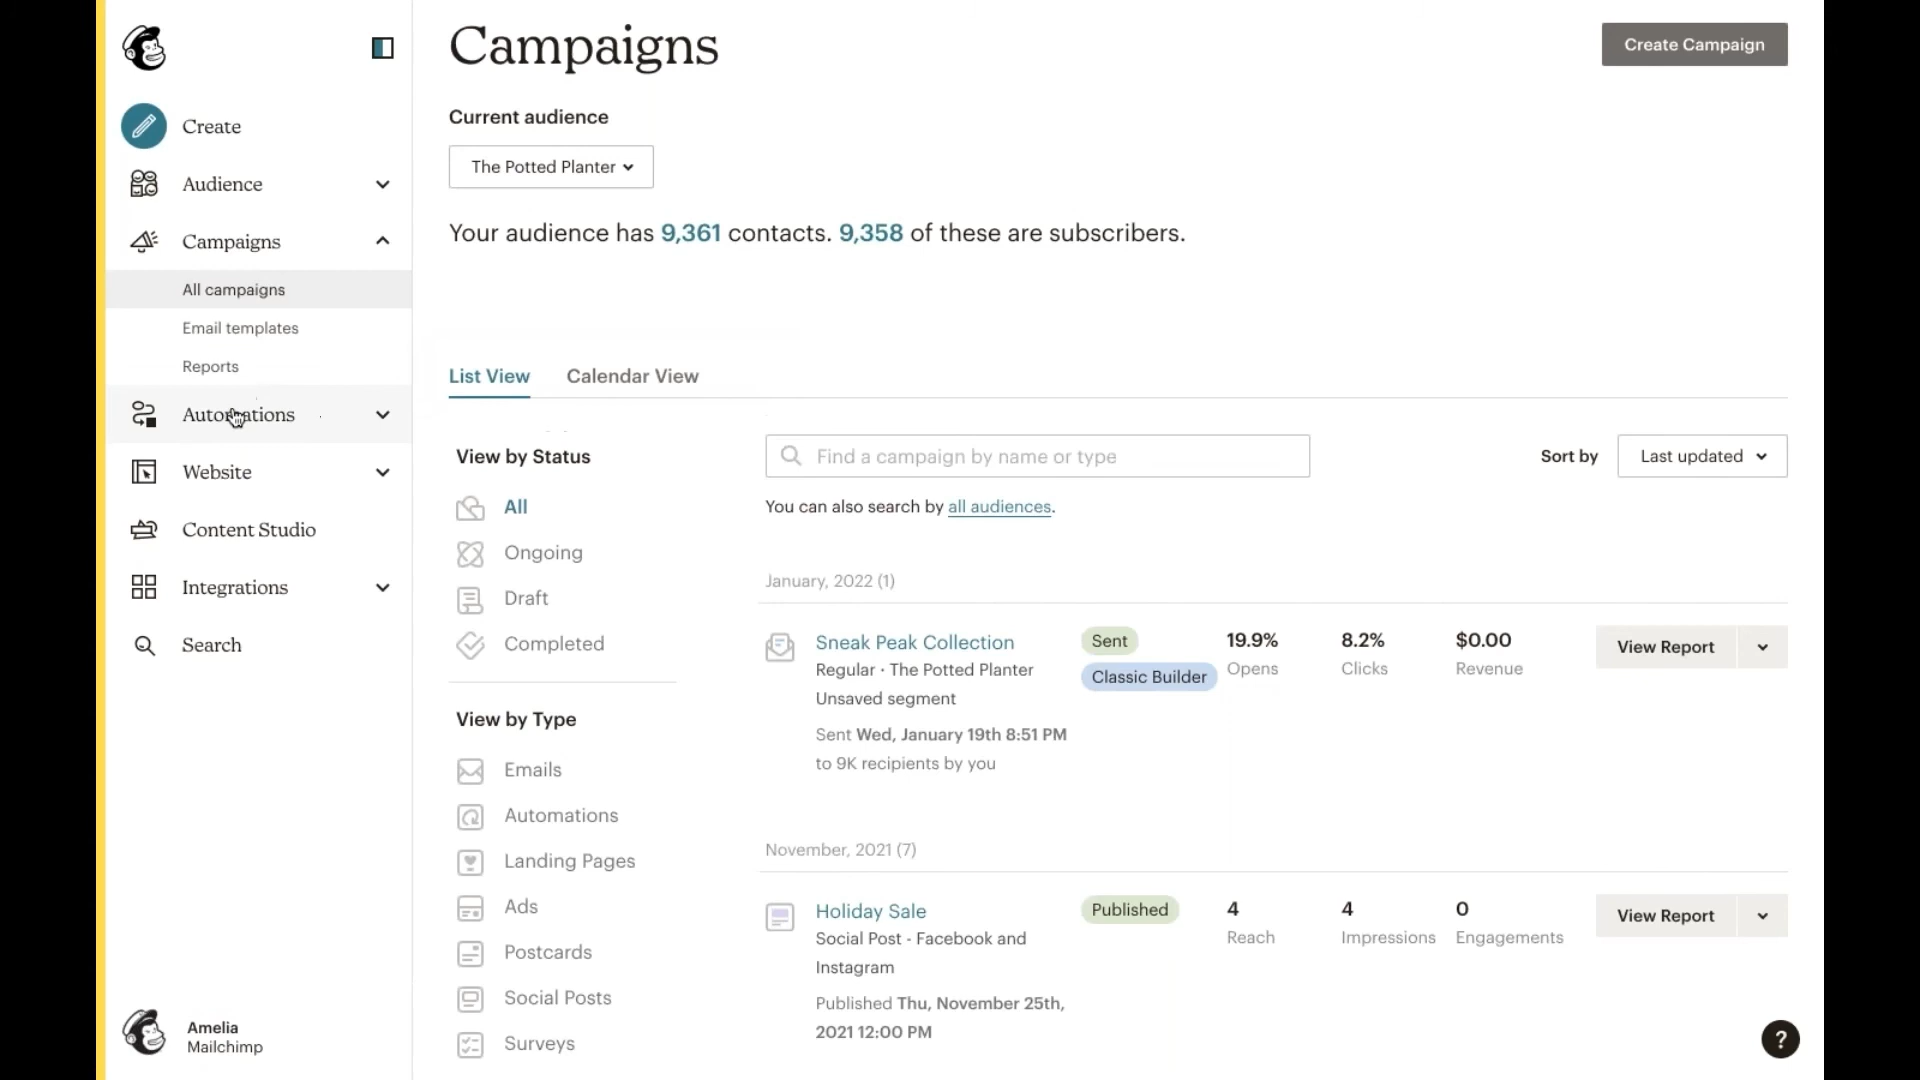 Create
Audience
Campaigns
All campaigns
Email templates
Reports
Automations
Website
Content Studio
Integrations
Search
Amelia
Mailchimp
Campaigns
Create Campaign
Current audience
The Potted Planter
Your audience has 9,361 contacts. 9,358 of these are subscribers.
List View
Calendar View
View by Status
All
Ongoing
Draft
Completed
View by Type
Emails
Automations
Landing Pages
Ads
Postcards
Social Posts
Surveys
Find a campaign by name or type
Sort by
Last updated
You can also search by all audiences.
January, 2022 (1)
Sneak Peak Collection
Regular · The Potted Planter
Unsaved segment
Sent Wed, January 19th 8:51 PM
to 9K recipients by you
Sent
Classic Builder
19.9%
Opens
8.2%
Clicks
$0.00
Revenue
View Report
November, 2021 (7)
Holiday Sale
Social Post - Facebook and
Instagram
Published Thu, November 25th,
2021 12:00 PM
Published
4
Reach
4
Impressions
0
Engagements
View Report
?